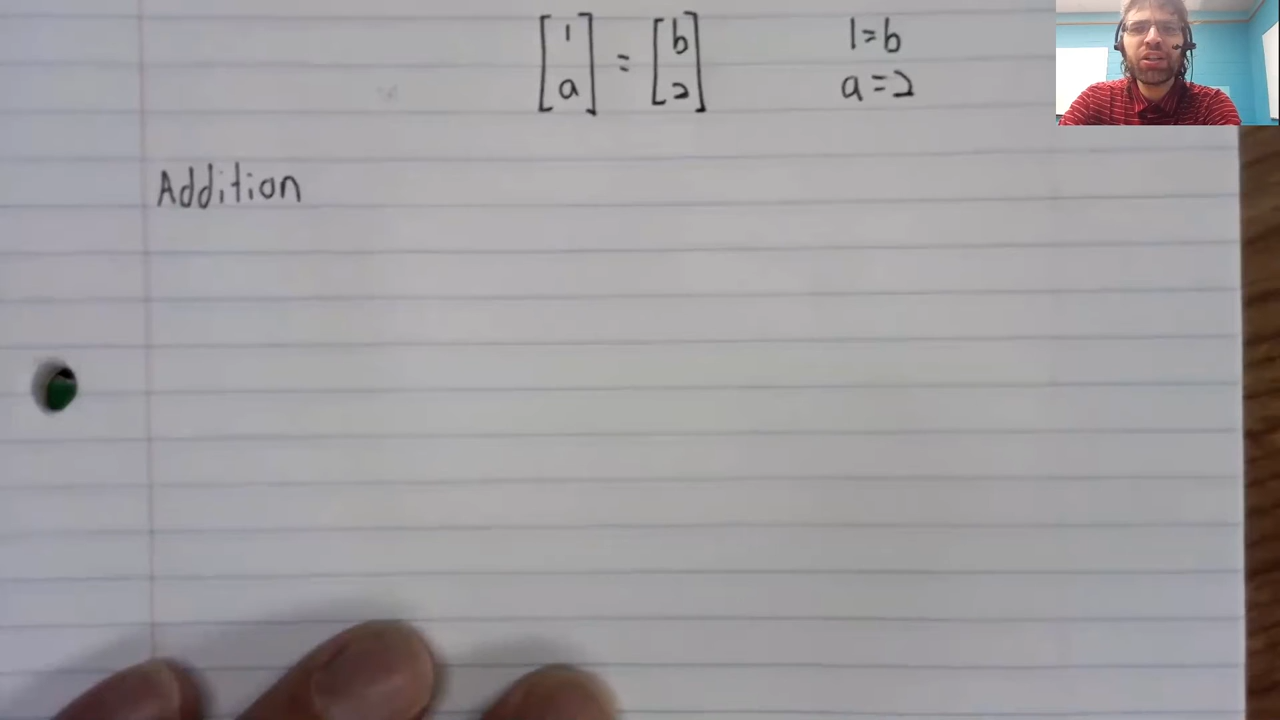 [1 a] = [b 2]
1=b
a=2
Addition